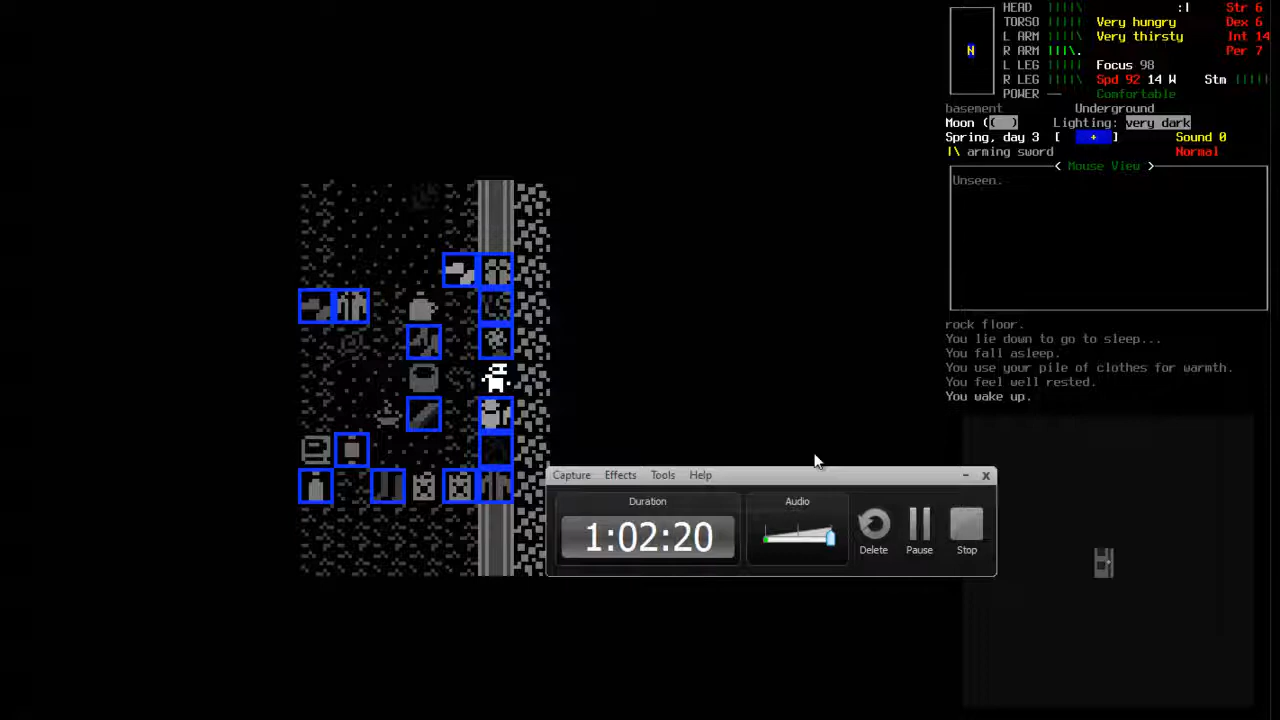 HEAD :| Str 6
TORSO Very hungry Dex 6
L ARM Very thirsty Int 14
R ARM Per 7
L LEG Focus 98
R LEG Spd 92 14 W Stm
POWER —
Comfortable
basement Underground
Moon (( ) Lighting: very dark
Spring, day 3 [ + ] Sound 0
|\ arming sword Normal
< Mouse View >
Unseen.
N
rock floor.
You lie down to go to sleep...
You fall asleep.
You use your pile of clothes for warmth.
You feel well rested.
You wake up.
Capture Effects Tools Help – x
Duration
1:02:20
Audio
Delete
Pause
Stop